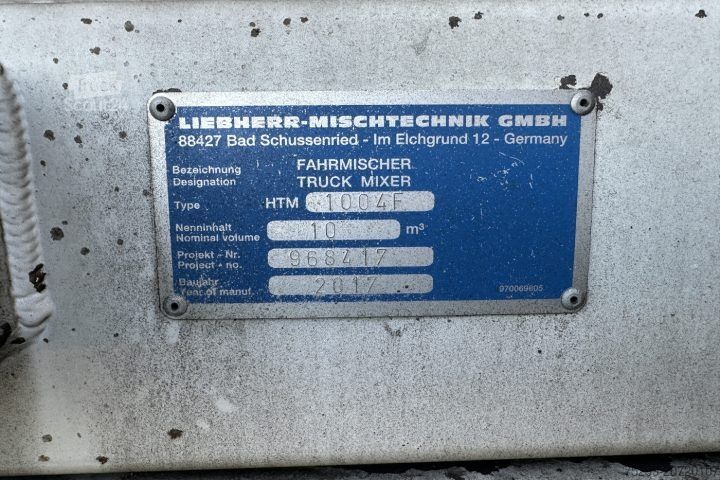 LIEBHERR-MISCHTECHNIK GMBH
88427 Bad Schussenried - Im Elchgrund 12 - Germany
Bezeichnung FAHRMISCHER
Designation TRUCK MIXER
Type HTM 1004F
Nenninhalt
Nominal volume 10 m³
Projekt - Nr.
Project - no. 968417
Baujahr
Year of manuf. 2017
970069605